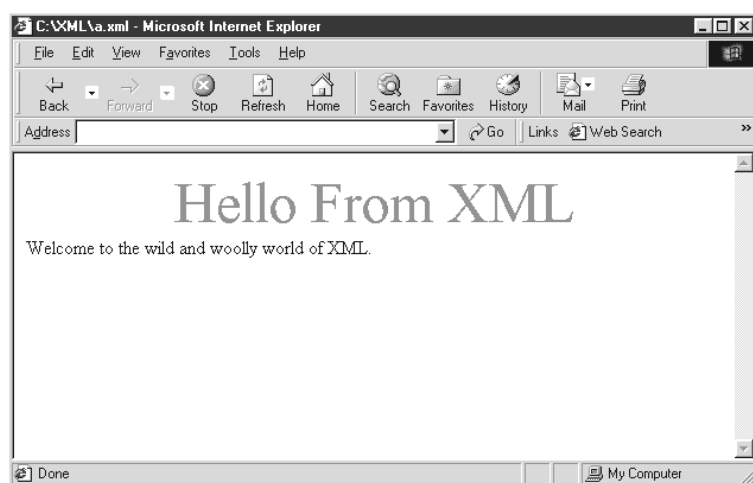 C:\XML\a.xml - Microsoft Internet Explorer
File Edit View Favorites Tools Help
Back Forward Stop Refresh Home Search Favorites History Mail Print
Address Go Links Web Search »
Hello From XML
Welcome to the wild and woolly world of XML.
Done My Computer